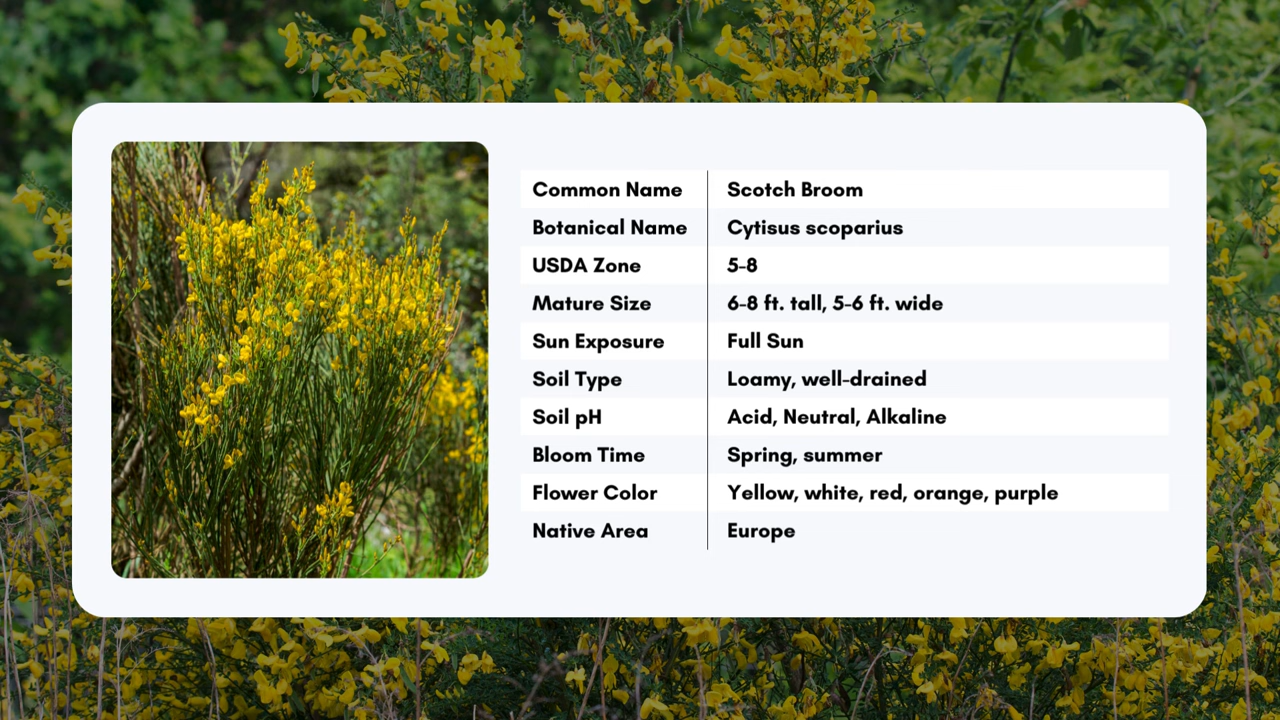 Common Name Scotch Broom
Botanical Name Cytisus scoparius
USDA Zone 5-8
Mature Size 6-8 ft. tall, 5-6 ft. wide
Sun Exposure Full Sun
Soil Type Loamy, well-drained
Soil pH Acid, Neutral, Alkaline
Bloom Time Spring, summer
Flower Color Yellow, white, red, orange, purple
Native Area Europe